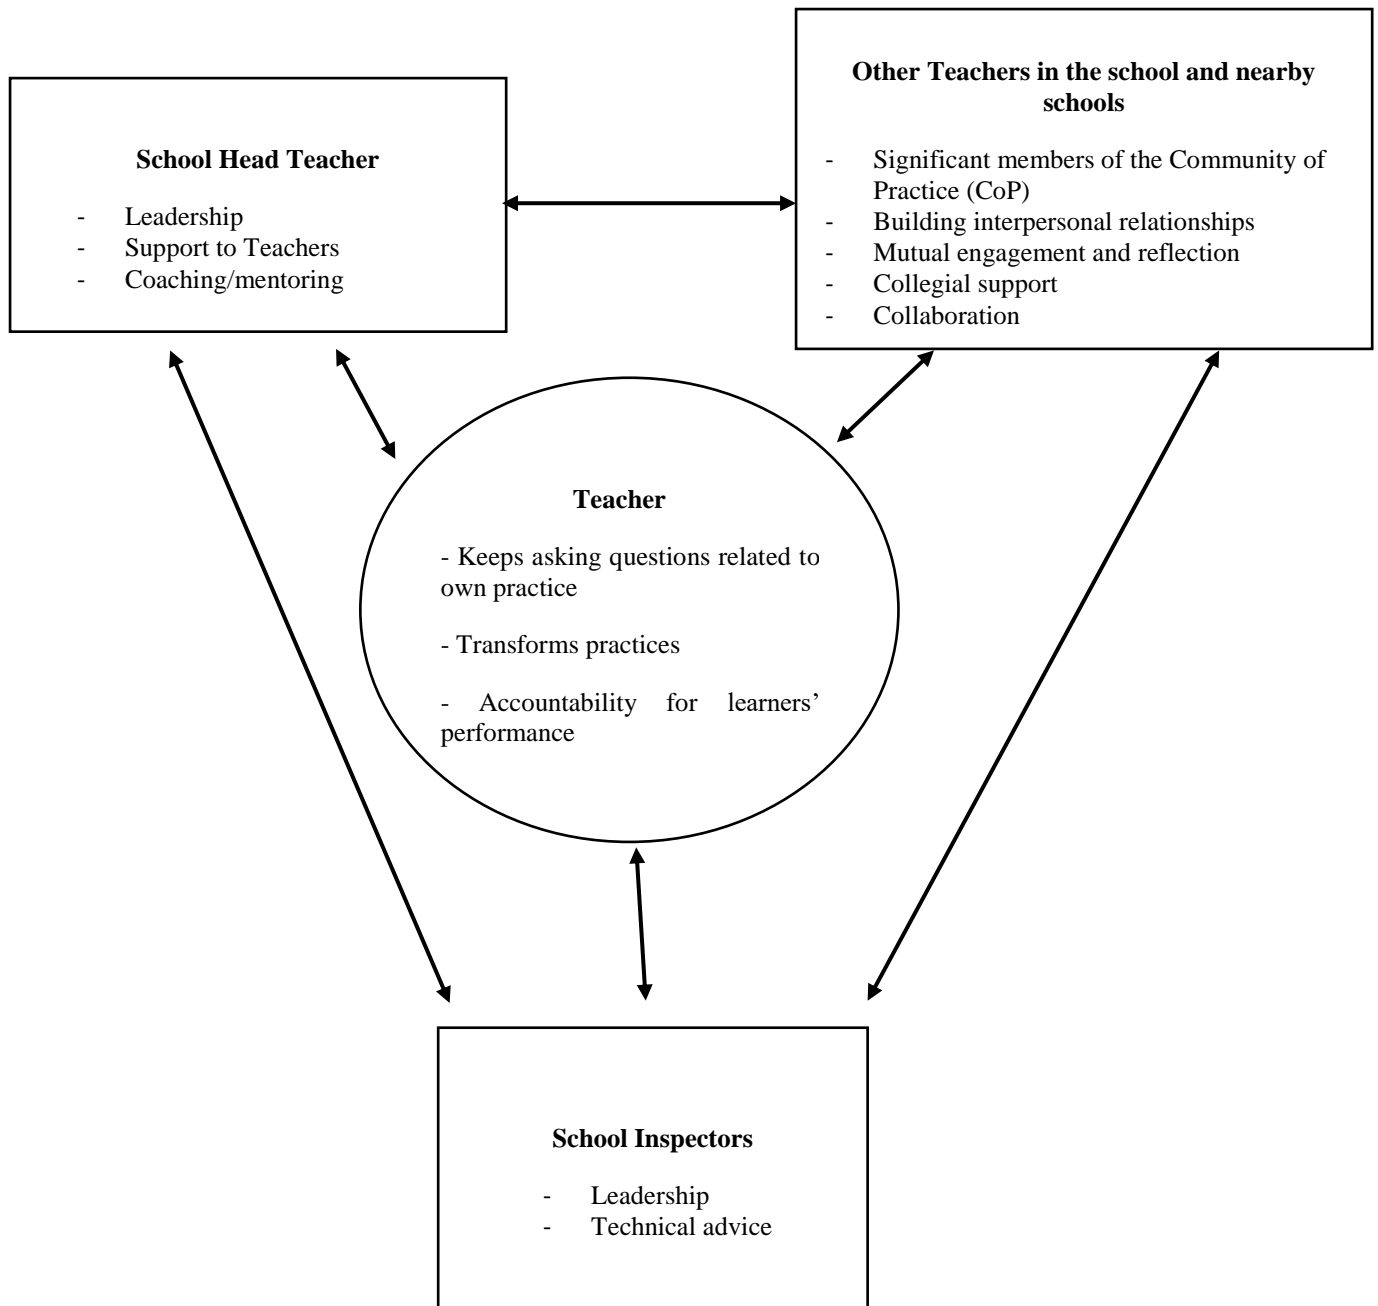 School Head Teacher
- Leadership
- Support to Teachers
- Coaching/mentoring
Other Teachers in the school and nearby
schools
- Significant members of the Community of
Practice (CoP)
- Building interpersonal relationships
- Mutual engagement and reflection
- Collegial support
- Collaboration
Teacher
- Keeps asking questions related to
own practice
- Transforms practices
- Accountability for learners’
performance
School Inspectors
- Leadership
- Technical advice